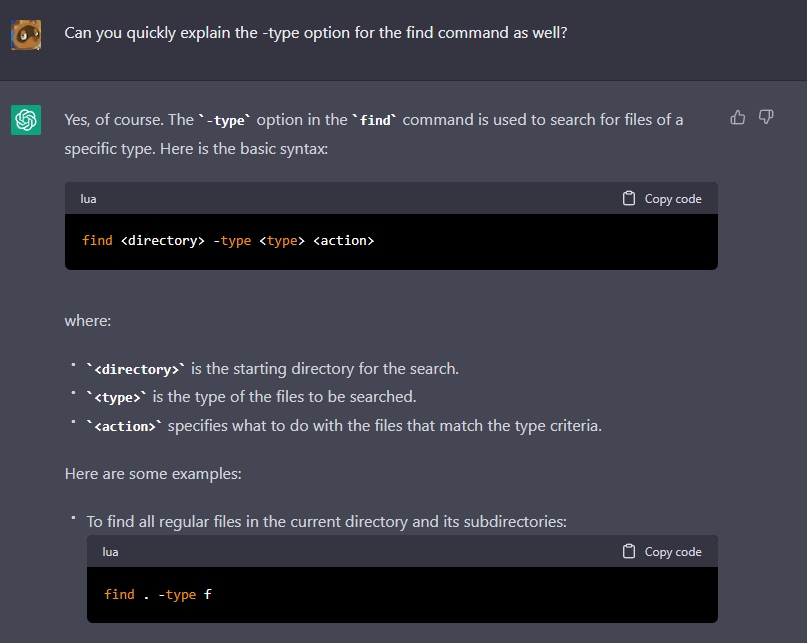 Can you quickly explain the -type option for the find command as well?
Yes, of course. The `-type` option in the `find` command is used to search for files of a
specific type. Here is the basic syntax:
lua
Copy code
find <directory> -type <type> <action>
where:
• `<directory>` is the starting directory for the search.
• `<type>` is the type of the files to be searched.
• `<action>` specifies what to do with the files that match the type criteria.
Here are some examples:
• To find all regular files in the current directory and its subdirectories:
lua
Copy code
find . -type f